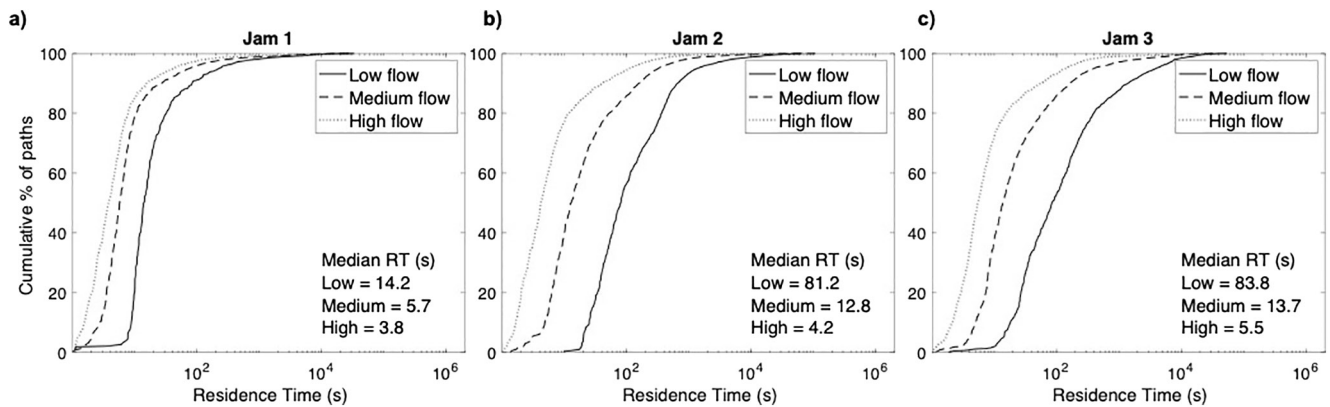 a)
Jam 1
Cumulative % of paths
100
80
60
40
20
0
Low flow
Medium flow
High flow
Median RT (s)
Low = 14.2
Medium = 5.7
High = 3.8
10²
10⁴
10⁶
Residence Time (s)
b)
Jam 2
100
80
60
40
20
0
Low flow
Medium flow
High flow
Median RT (s)
Low = 81.2
Medium = 12.8
High = 4.2
10²
10⁴
10⁶
Residence Time (s)
c)
Jam 3
100
80
60
40
20
0
Low flow
Medium flow
High flow
Median RT (s)
Low = 83.8
Medium = 13.7
High = 5.5
10²
10⁴
10⁶
Residence Time (s)